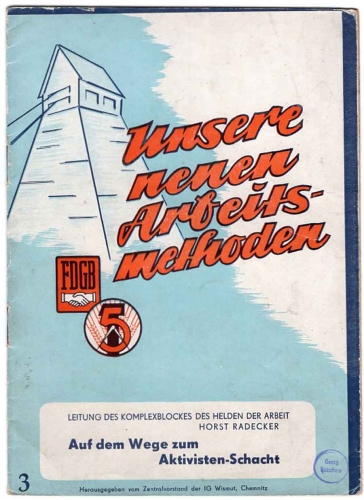 Unsere
neuen
Arbeits-
methoden
FDGB
5
LEITUNG DES KOMPLEXBLOCKES DES HELDEN DER ARBEIT
HORST RADECKER
Auf dem Wege zum
Aktivisten-Schacht
Georg
3
Herausgegeben vom Zentralvorstand der IG Wismut, Chemnitz